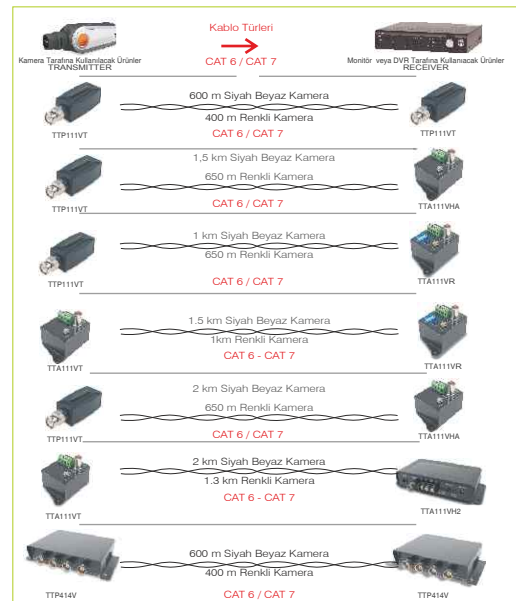 Kablo Türleri
Kamera Tarafına Kullanılacak Ürünler
TRANSMITTER
CAT 6 / CAT 7
Monitör veya DVR Tarafına Kullanıacak Ürünler
RECEIVER
600 m Siyah Beyaz Kamera
400 m Renkli Kamera
TTP111VT
CAT 6 / CAT 7
TTP111VT
1,5 km Siyah Beyaz Kamera
650 m Renkli Kamera
TTP111VT
CAT 6 / CAT 7
TTA111VHA
1 km Siyah Beyaz Kamera
650 m Renkli Kamera
TTP111VT
CAT 6 / CAT 7
TTA111VR
1.5 km Siyah Beyaz Kamera
1km Renkli Kamera
CAT 6 - CAT 7
TTA111VT
TTA111VR
2 km Siyah Beyaz Kamera
650 m Renkli Kamera
TTP111VT
CAT 6 / CAT 7
TTA111VHA
2 km Siyah Beyaz Kamera
1.3 km Renkli Kamera
CAT 6 - CAT 7
TTA111VT
TTA111VH2
600 m Siyah Beyaz Kamera
400 m Renkli Kamera
TTP414V
CAT 6 / CAT 7
TTP414V